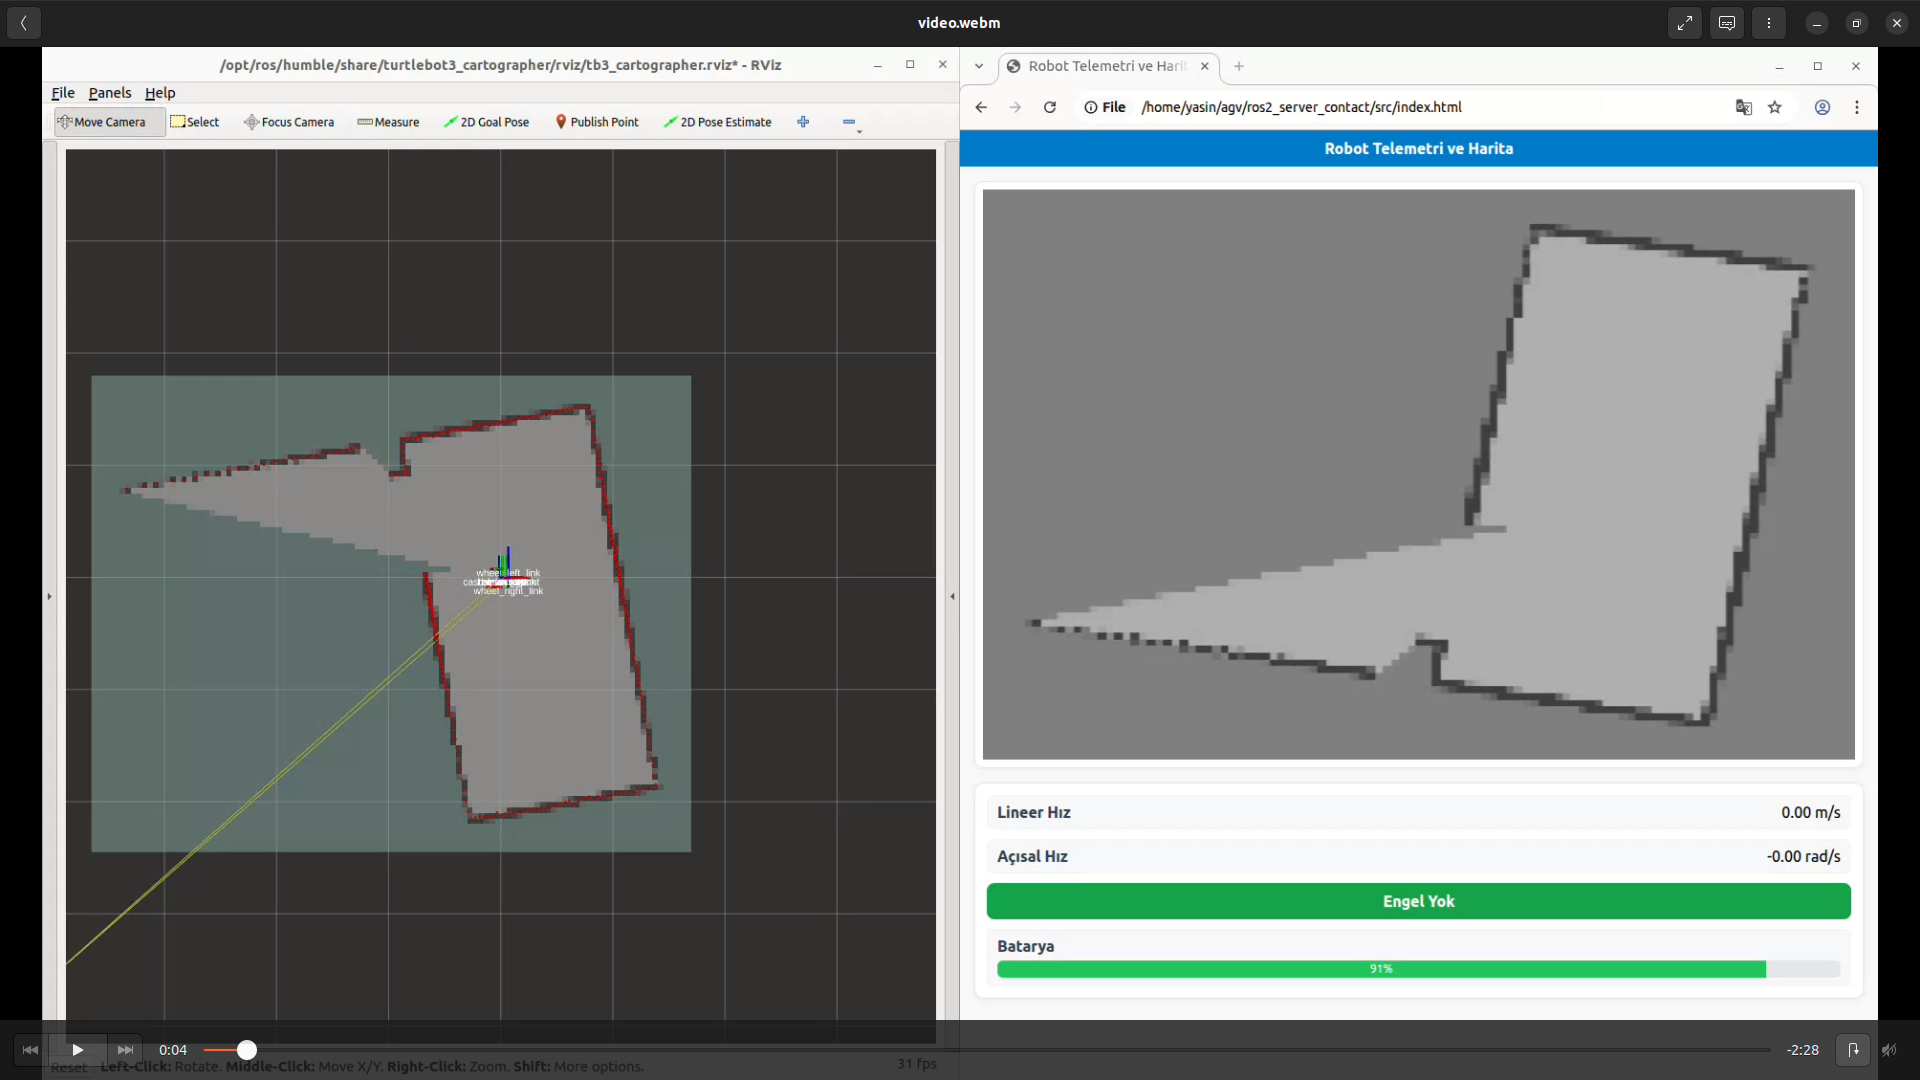 video.webm
/opt/ros/humble/share/turtlebot3_cartographer/rviz/tb3_cartographer.rviz* - RViz
File Panels Help
Move Camera Select Focus Camera Measure 2D Goal Pose Publish Point 2D Pose Estimate
wheel_left_link
wheel_right_link
Reset Left-Click: Rotate. Middle-Click: Move X/Y. Right-Click: Zoom. Shift: More options. 31 fps
Robot Telemetri ve Hari
File /home/yasin/agv/ros2_server_contact/src/index.html
Robot Telemetri ve Harita
Lineer Hız 0.00 m/s
Açısal Hız -0.00 rad/s
Engel Yok
Batarya
91%
0:04 -2:28